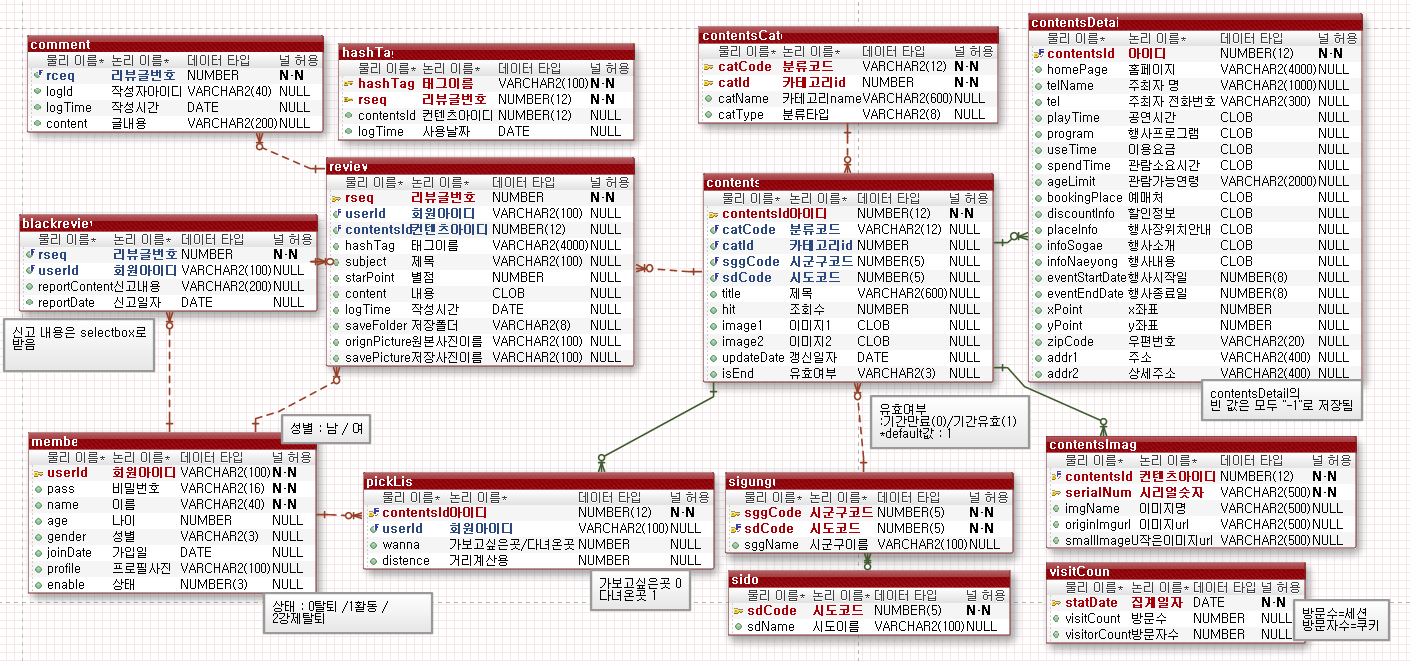 comment
물리 이름* 논리 이름* 데이터 타입 널 허용
rceq 리뷰글번호 NUMBER N-N
logId 작성자아이디 VARCHAR2(40) NULL
logTime 작성시간 DATE NULL
content 글내용 VARCHAR2(200) NULL
hashTag
물리 이름* 논리 이름* 데이터 타입 널 허용
hashTag 태그이름 VARCHAR2(100) N-N
rseq 리뷰글번호 NUMBER(12) N-N
contentsId 컨텐츠아이디 NUMBER(12) NULL
logTime 사용날짜 DATE NULL
contentsCat
물리 이름* 논리 이름* 데이터 타입 널 허용
catCode 분류코드 VARCHAR2(12) N-N
catId 카테고리id NUMBER N-N
catName 카테고리name VARCHAR2(600) NULL
catType 분류타입 VARCHAR2(8) NULL
contentsDetai
물리 이름* 논리 이름* 데이터 타입 널 허용
contentsId 아이디 NUMBER(12) N-N
homePage 홈페이지 VARCHAR2(4000) NULL
telName 주최자 명 VARCHAR2(1000) NULL
tel 주최자 전화번호 VARCHAR2(300) NULL
playTime 공연시간 CLOB NULL
program 행사프로그램 CLOB NULL
useTime 이용요금 CLOB NULL
spendTime 관람소요시간 CLOB NULL
ageLimit 관람가능연령 VARCHAR2(2000) NULL
bookingPlace 예매처 CLOB NULL
discountInfo 할인정보 CLOB NULL
placeInfo 행사장위치안내 CLOB NULL
infoSogae 행사소개 CLOB NULL
infoNaeyong 행사내용 CLOB NULL
eventStartDate 행사시작일 NUMBER(8) NULL
eventEndDate 행사종료일 NUMBER(8) NULL
xPoint x좌표 NUMBER NULL
yPoint y좌표 NUMBER NULL
zipCode 우편번호 VARCHAR2(20) NULL
addr1 주소 VARCHAR2(400) NULL
addr2 상세주소 VARCHAR2(400) NULL
contentsDetail의
빈 값은 모두 "-1"로 저장됨
blackreview
물리 이름* 논리 이름* 데이터 타입 널 허용
rseq 리뷰글번호 NUMBER N-N
userId 회원아이디 VARCHAR2(100) NULL
reportContent 신고내용 VARCHAR2(200) NULL
reportDate 신고일자 DATE NULL
신고 내용은 selectbox로
받음
review
물리 이름* 논리 이름* 데이터 타입 널 허용
rseq 리뷰글번호 NUMBER N-N
userId 회원아이디 VARCHAR2(100) NULL
contentsId 컨텐츠아이디 NUMBER(12) NULL
hashTag 태그이름 VARCHAR2(4000) NULL
subject 제목 VARCHAR2(100) NULL
starPoint 별점 NUMBER NULL
content 내용 CLOB NULL
logTime 작성시간 DATE NULL
saveFolder 저장폴더 VARCHAR2(8) NULL
orignPicture 원본사진이름 VARCHAR2(100) NULL
savePicture 저장사진이름 VARCHAR2(100) NULL
contents
물리 이름* 논리 이름* 데이터 타입 널 허용
contentsId 아이디 NUMBER(12) N-N
catCode 분류코드 VARCHAR2(12) NULL
catId 카테고리id NUMBER NULL
sggCode 시군구코드 NUMBER(5) NULL
sdCode 시도코드 NUMBER(5) NULL
title 제목 VARCHAR2(600) NULL
hit 조회수 NUMBER NULL
image1 이미지1 CLOB NULL
image2 이미지2 CLOB NULL
updateDate 갱신일자 DATE NULL
isEnd 유효여부 VARCHAR2(3) NULL
유효여부
:기간만료(0)/기간유효(1)
*default값 : 1
성별 : 남 / 여
membe
물리 이름* 논리 이름* 데이터 타입 널 허용
userId 회원아이디 VARCHAR2(100) N-N
pass 비밀번호 VARCHAR2(16) N-N
name 이름 VARCHAR2(40) N-N
age 나이 NUMBER NULL
gender 성별 VARCHAR2(3) NULL
joinDate 가입일 DATE NULL
profile 프로필사진 VARCHAR2(100) NULL
enable 상태 NUMBER(3) NULL
상태 : 0탈퇴 /1활동 /
2강제탈퇴
pickLis
물리 이름* 논리 이름* 데이터 타입 널 허용
contentsId 아이디 NUMBER(12) N-N
userId 회원아이디 VARCHAR2(100) NULL
wanna 가보고싶은곳/다녀온곳 NUMBER NULL
distence 거리계산용 NUMBER NULL
가보고싶은곳 0
다녀온곳 1
sigungu
물리 이름* 논리 이름* 데이터 타입 널 허용
sggCode 시군구코드 NUMBER(5) N-N
sdCode 시도코드 NUMBER(5) N-N
sggName 시군구이름 VARCHAR2(100) NULL
sido
물리 이름* 논리 이름* 데이터 타입 널 허용
sdCode 시도코드 NUMBER(5) N-N
sdName 시도이름 VARCHAR2(100) NULL
contentsImag
물리 이름* 논리 이름* 데이터 타입 널 허용
contentsId 컨텐츠아이디 NUMBER(12) N-N
serialNum 시리얼숫자 VARCHAR2(500) N-N
imgName 이미지명 VARCHAR2(500) NULL
originImgurl 이미지url VARCHAR2(500) NULL
smallImageU 작은이미지url VARCHAR2(500) NULL
visitCoun
물리 이름* 논리 이름* 데이터 타입 널 허용
statDate 집계일자 DATE N-N
visitCount 방문수 NUMBER NULL
visitorCount 방문자수 NUMBER NULL
방문수=세션
방문자수=쿠키